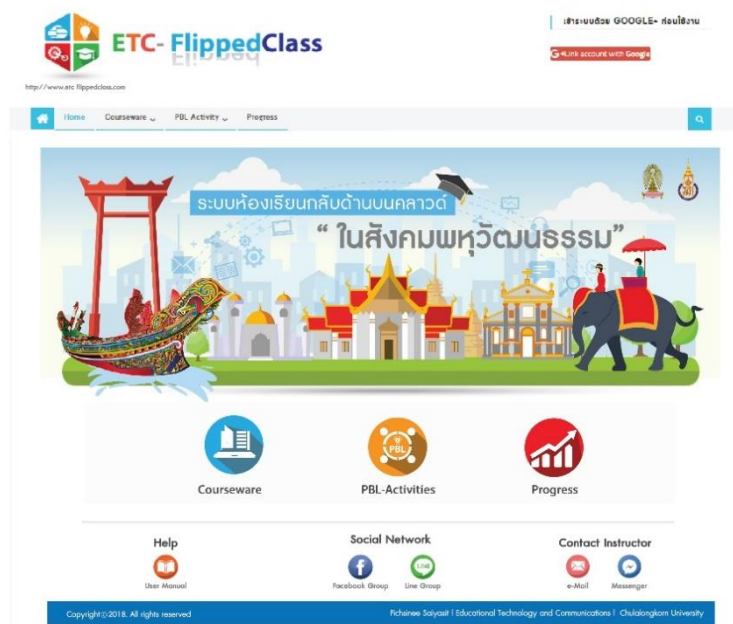 ETC- FlippedClass
เข้าระบบด้วย GOOGLE+ ก่อนใช้งาน
G+ Link account with Google
http://www.etc flippedclass.com
Home Courseware PBL Activity Progress
ระบบห้องเรียนกลับด้านบนคลาวด์
“ ในสังคมพหุวัฒนธรรม”
PBL
Courseware PBL-Activities Progress
Help Social Network Contact Instructor
LINE
User Manual Facebook Group Line Group e-Mail Messenger
Copyright©2018. All rights reserved Pichsinee Saiyasit | Educational Technology and Communications | Chulalongkorn University